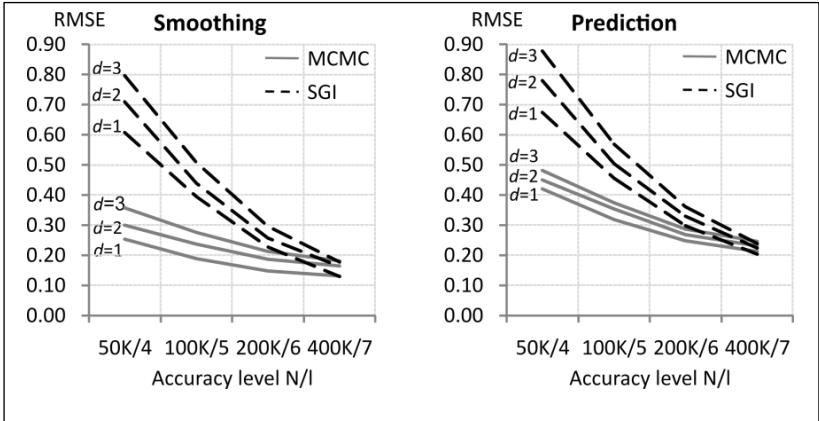 RMSE Smoothing
0.90
0.80
0.70
0.60
0.50
0.40
0.30
0.20
0.10
0.00
MCMC
SGI
d=3
d=2
d=1
d=3
d=2
d=1
50K/4 100K/5 200K/6 400K/7
Accuracy level N/l
RMSE Prediction
0.90
0.80
0.70
0.60
0.50
0.40
0.30
0.20
0.10
0.00
MCMC
SGI
d=3
d=2
d=1
d=3
d=2
d=1
50K/4 100K/5 200K/6 400K/7
Accuracy level N/l